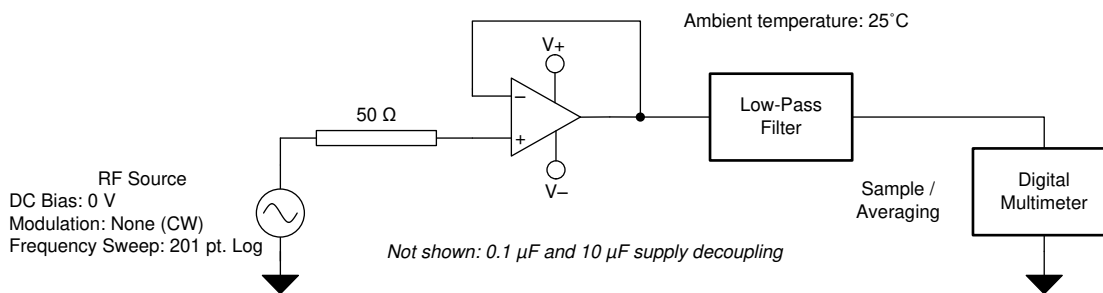 Ambient temperature: 25˚C
V+
−
+
V−
50 Ω
Low-Pass
Filter
RF Source
DC Bias: 0 V
Modulation: None (CW)
Frequency Sweep: 201 pt. Log
Sample /
Averaging
Digital
Multimeter
Not shown: 0.1 µF and 10 µF supply decoupling